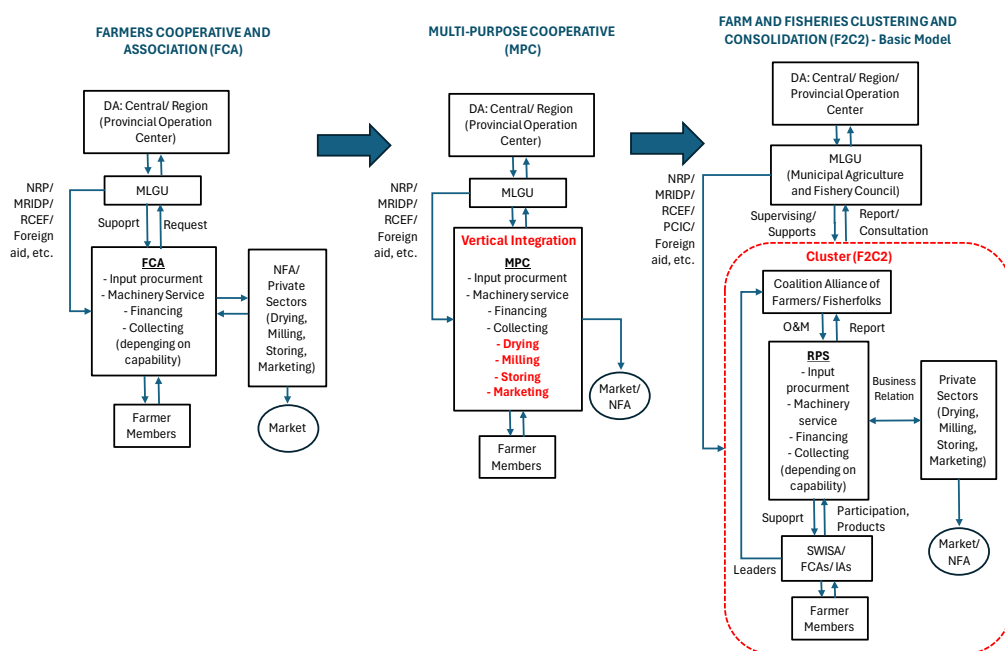 FARMERS COOPERATIVE AND
ASSOCIATION (FCA)
DA: Central/ Region
(Provincial Operation
Center)
NRP/
MRIDP/
RCEF/
Foreign
aid, etc.
MLGU
Supoprt
Request
FCA
- Input procurment
- Machinery Service
- Financing
- Collecting
(depenging on
capability)
NFA/
Private
Sectors
(Drying,
Milling,
Storing,
Marketing)
Farmer
Members
Market
MULTI-PURPOSE COOPERATIVE
(MPC)
DA: Central/ Region
(Provincial Operation
Center)
NRP/
MRIDP/
RCEF/
Foreign
aid, etc.
MLGU
Vertical Integration
MPC
- Input procurment
- Machinery service
- Financing
- Collecting
- Drying
- Milling
- Storing
- Marketing
Market/
NFA
Farmer
Members
FARM AND FISHERIES CLUSTERING AND
CONSOLIDATION (F2C2) - Basic Model
DA: Central/ Region/
Provincial Operation
Center
NRP/
MRIDP/
RCEF/
PCIC/
Foreign
aid, etc.
MLGU
(Municipal Agriculture
and Fishery Council)
Supervising/
Supports
Report/
Consultation
Cluster (F2C2)
Coalition Alliance of
Farmers/ Fisherfolks
O&M
Report
RPS
- Input
procurment
- Machinery
service
- Financing
- Collecting
(depending on
capability)
Business
Relation
Private
Sectors
(Drying,
Milling,
Storing,
Marketing)
Supoprt
Participation,
Products
Leaders
SWISA/
FCAs/ IAs
Market/
NFA
Farmer
Members